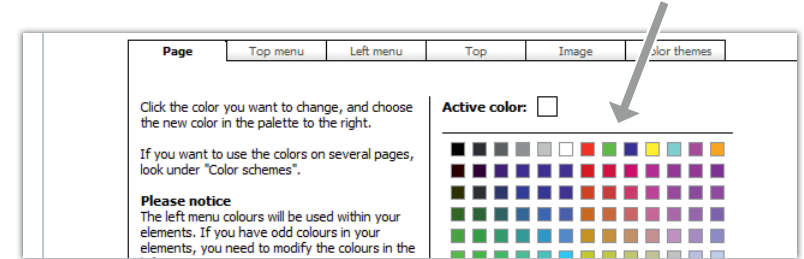 Page Top menu Left menu Top Image themes
Click the color you want to change, and choose
the new color in the palette to the right.
If you want to use the colors on several pages,
look under "Color schemes".
Please notice
The left menu colours will be used within your
elements. If you have odd colours in your
elements, you need to modify the colours in the
Active color: